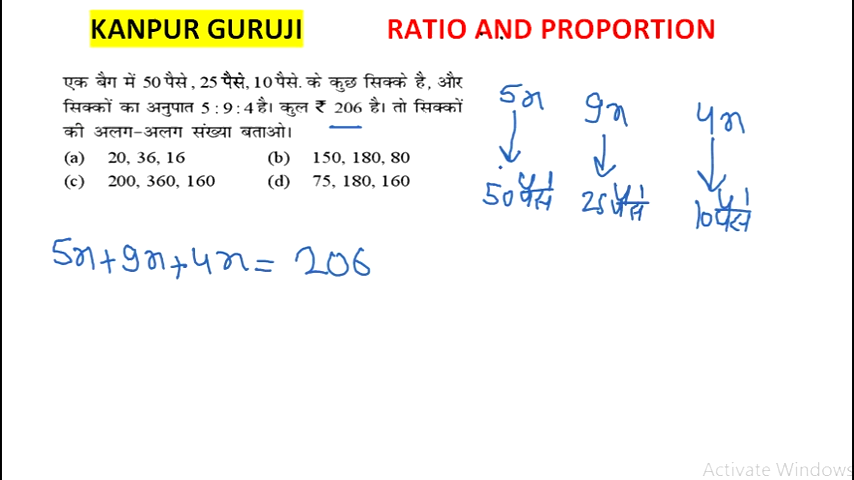 KANPUR GURUJI
RATIO AND PROPORTION
एक बैग में 50 पैसे , 25 पैसे, 10 पैसे. के कुछ सिक्के है , और
सिक्कों का अनुपात 5 : 9 : 4 है। कुल ₹ 206 है। तो सिक्कों
की अलग-अलग संख्या बताओ।
(a) 20, 36, 16 (b) 150, 180, 80
(c) 200, 360, 160 (d) 75, 180, 160
5x 9x 4x
50 पैसे 25 पैसे 10 पैसे
5x + 9x + 4x = 206
Activate Windows